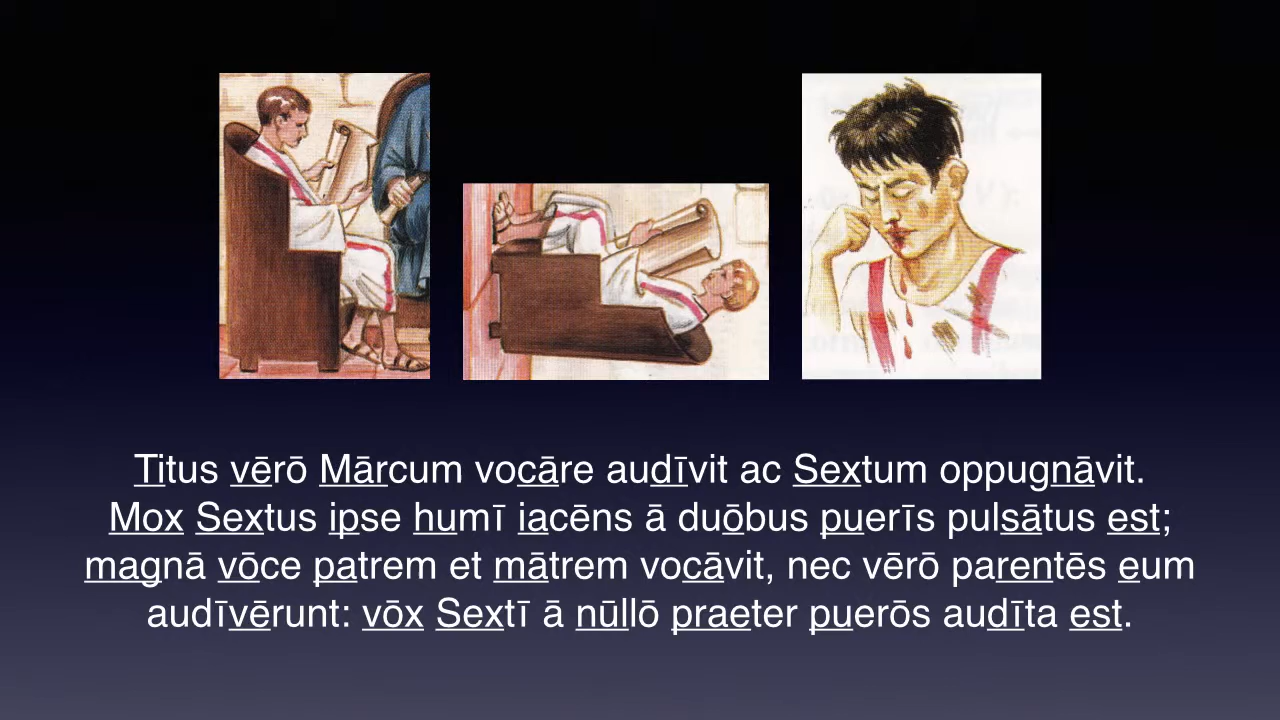 Titus vērō Mārcum vocāre audīvit ac Sextum oppugnāvit.
Mox Sextus ipse humī iacēns ā duōbus puerīs pulsātus est;
magnā vōce patrem et mātrem vocāvit, nec vērō parentēs eum
audīvērunt: vōx Sextī ā nūllō praeter puerōs audīta est.